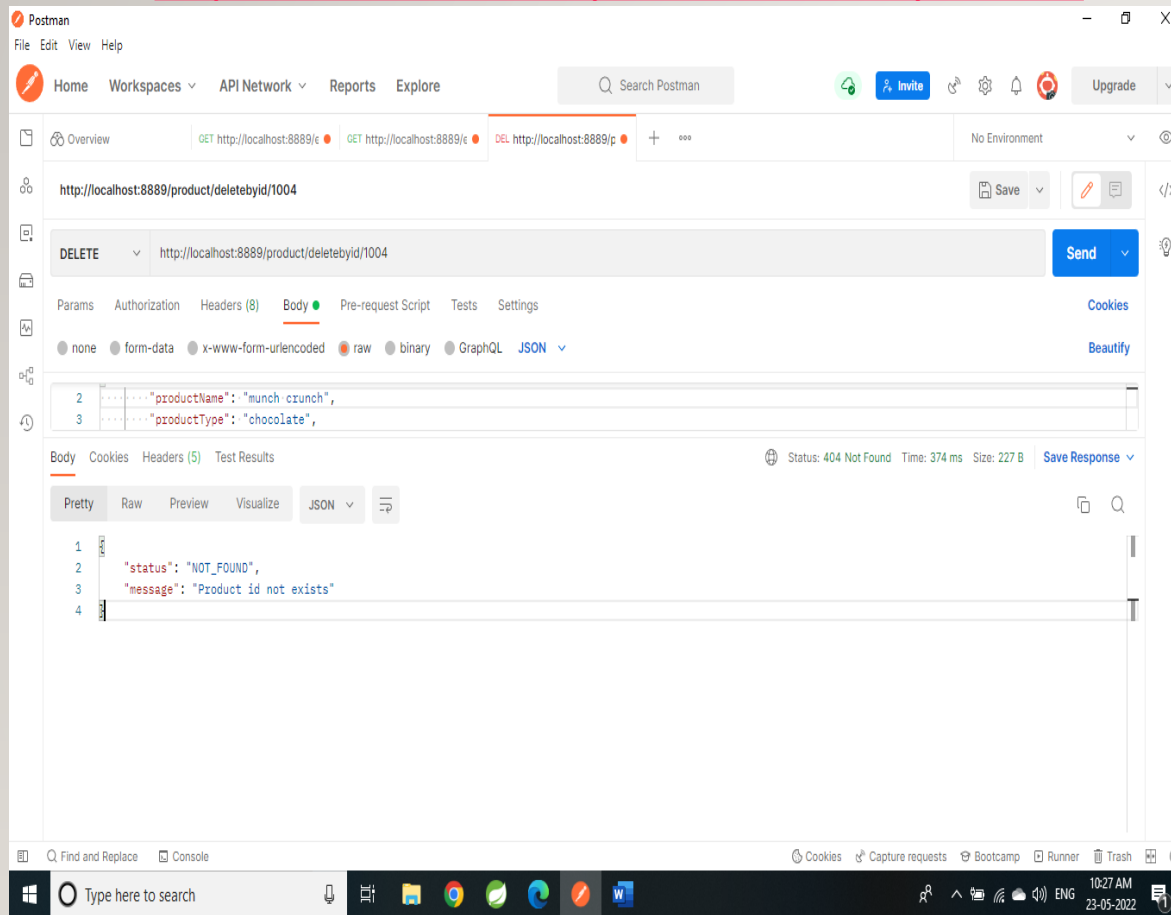 Postman
File Edit View Help
Home Workspaces API Network Reports Explore Search Postman Invite Upgrade
Overview GET http://localhost:8889/e GET http://localhost:8889/e DEL http://localhost:8889/p No Environment
http://localhost:8889/product/deletebyid/1004 Save
DELETE http://localhost:8889/product/deletebyid/1004 Send
Params Authorization Headers (8) Body Pre-request Script Tests Settings Cookies
none form-data x-www-form-urlencoded raw binary GraphQL JSON Beautify
2 "productName": "munch crunch",
3 "productType": "chocolate",
Body Cookies Headers (5) Test Results Status: 404 Not Found Time: 374 ms Size: 227 B Save Response
Pretty Raw Preview Visualize JSON
1 {
2 "status": "NOT_FOUND",
3 "message": "Product id not exists"
4 }
Find and Replace Console Cookies Capture requests Bootcamp Runner Trash
Type here to search ENG 10:27 AM
23-05-2022